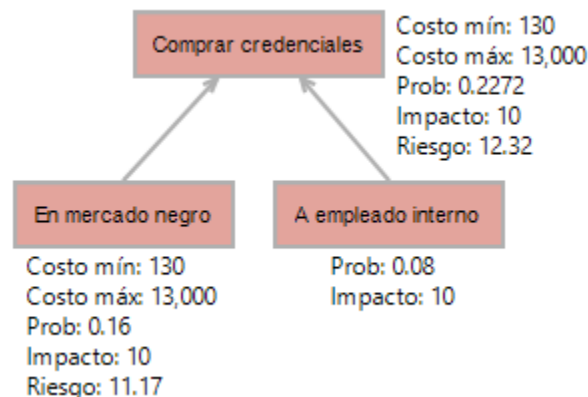 Comprar credenciales
Costo mín: 130
Costo máx: 13,000
Prob: 0.2272
Impacto: 10
Riesgo: 12.32
En mercado negro
Costo mín: 130
Costo máx: 13,000
Prob: 0.16
Impacto: 10
Riesgo: 11.17
A empleado interno
Prob: 0.08
Impacto: 10